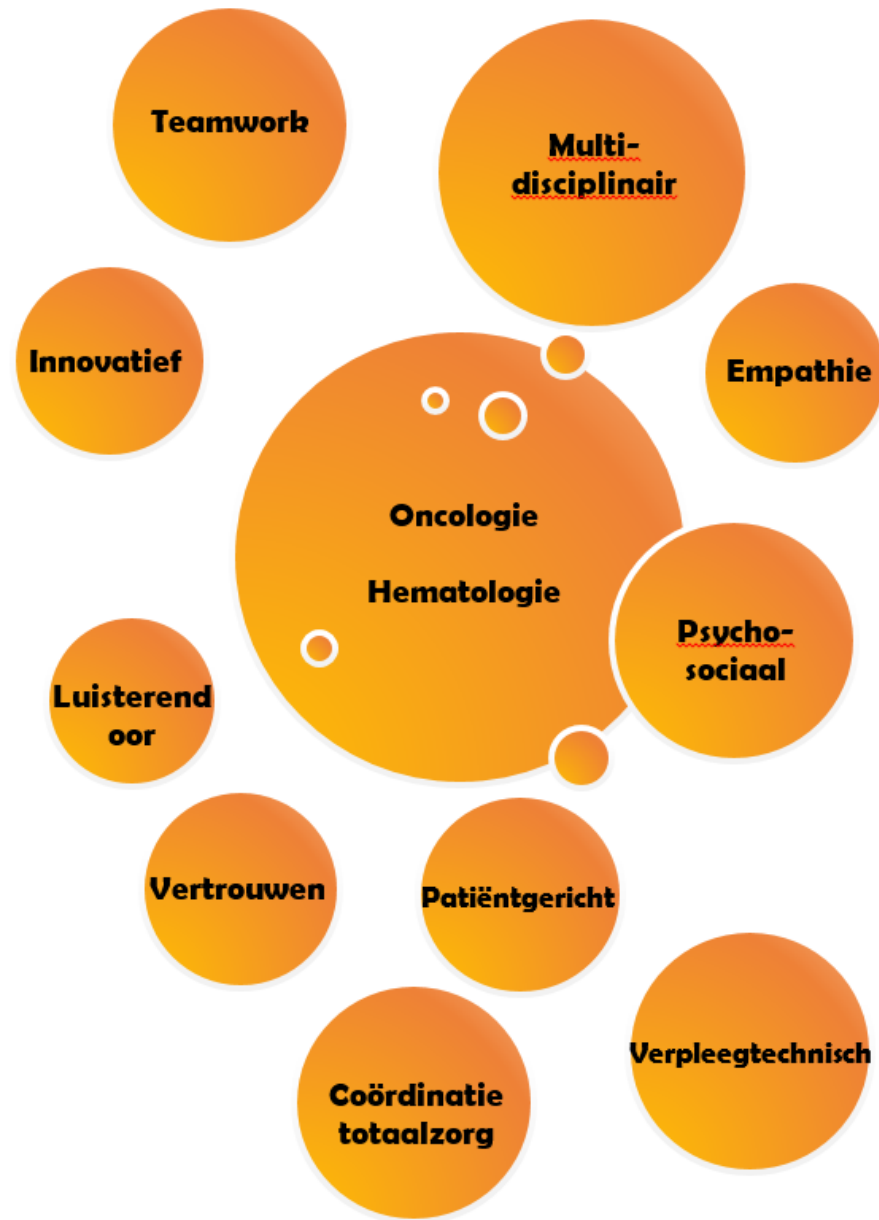 Teamwork
Multi-
disciplinair
Innovatief
Empathie
Oncologie
Hematologie
Psycho-
sociaal
Luisterend
oor
Vertrouwen
Patiëntgericht
Verpleegtechnisch
Coördinatie
totaalzorg